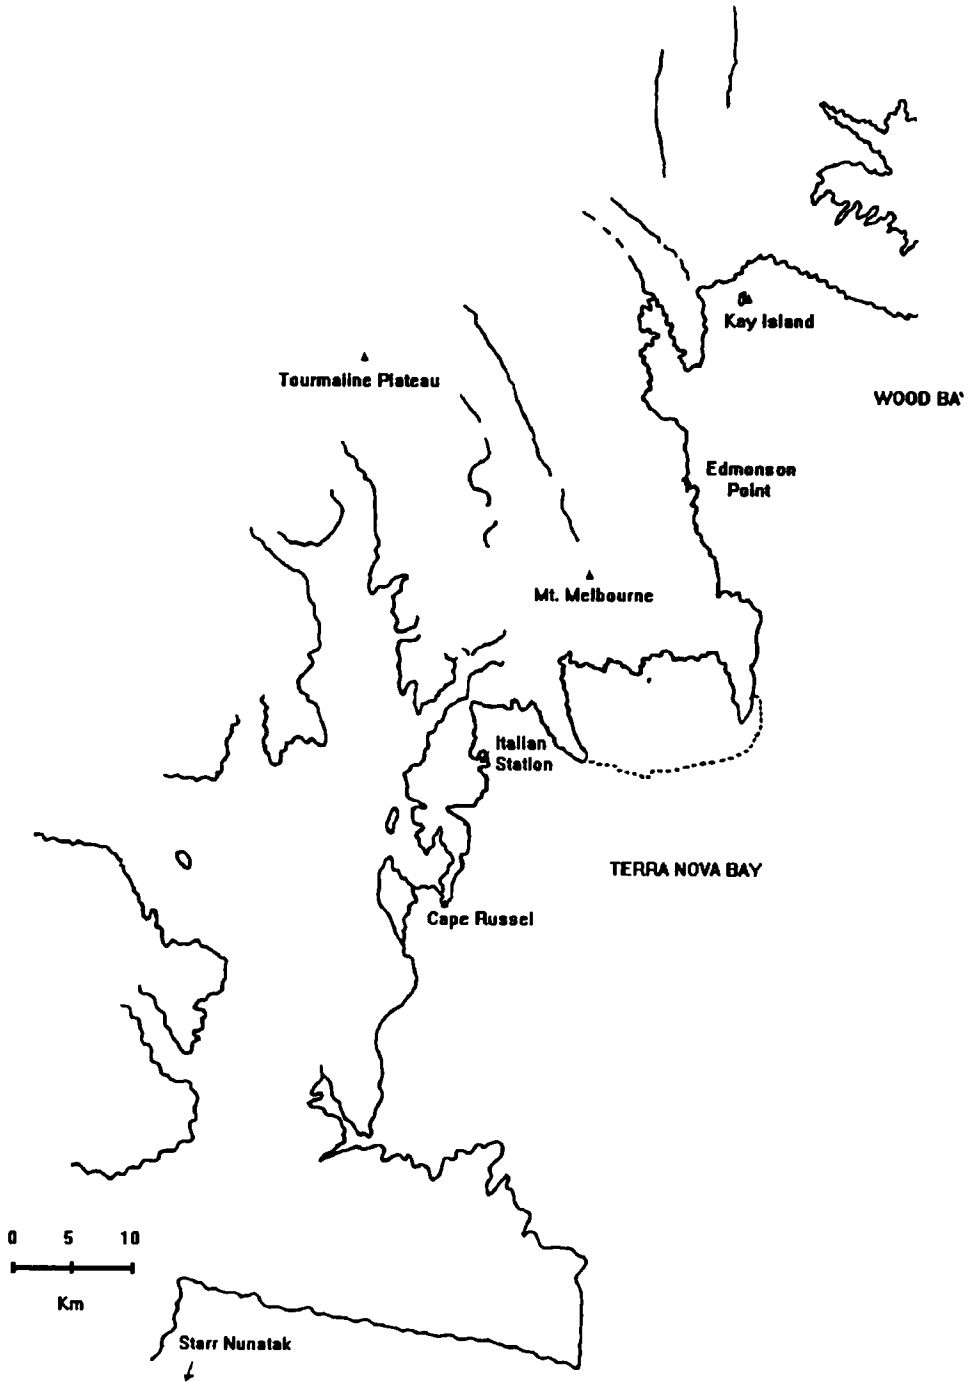 Kay Island
Tourmaline Plateau
WOOD BA
Edmonson
Point
Mt. Melbourne
Italian
Station
TERRA NOVA BAY
Cape Russel
0 5 10
Km
Starr Nunatak